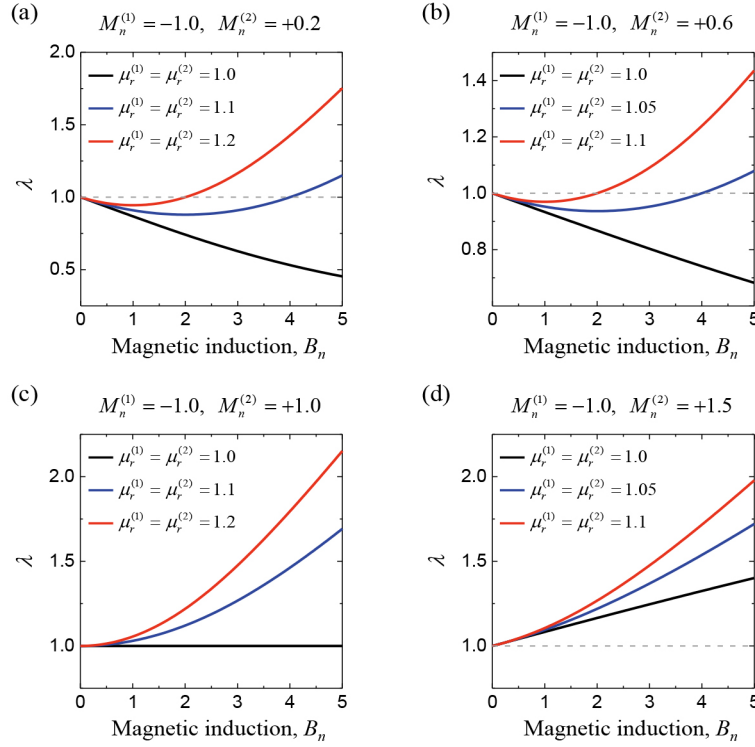 (a)
M_n^(1) = −1.0, M_n^(2) = +0.2
2.0
1.5
1.0
0.5
λ
μ_r^(1) = μ_r^(2) = 1.0
μ_r^(1) = μ_r^(2) = 1.1
μ_r^(1) = μ_r^(2) = 1.2
0 1 2 3 4 5
Magnetic induction, B_n
(b)
M_n^(1) = −1.0, M_n^(2) = +0.6
1.4
1.2
1.0
0.8
λ
μ_r^(1) = μ_r^(2) = 1.0
μ_r^(1) = μ_r^(2) = 1.05
μ_r^(1) = μ_r^(2) = 1.1
0 1 2 3 4 5
Magnetic induction, B_n
(c)
M_n^(1) = −1.0, M_n^(2) = +1.0
2.0
1.5
1.0
λ
μ_r^(1) = μ_r^(2) = 1.0
μ_r^(1) = μ_r^(2) = 1.1
μ_r^(1) = μ_r^(2) = 1.2
0 1 2 3 4 5
Magnetic induction, B_n
(d)
M_n^(1) = −1.0, M_n^(2) = +1.5
2.0
1.5
1.0
λ
μ_r^(1) = μ_r^(2) = 1.0
μ_r^(1) = μ_r^(2) = 1.05
μ_r^(1) = μ_r^(2) = 1.1
0 1 2 3 4 5
Magnetic induction, B_n